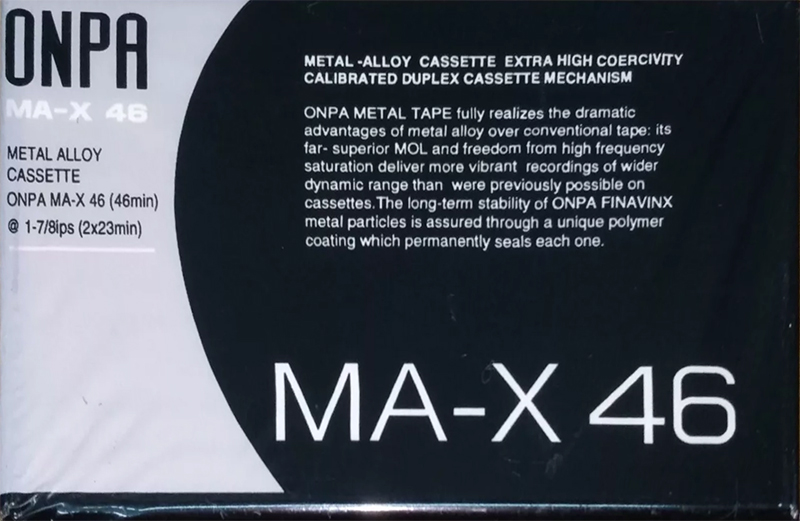 ONPA
MA-X 46
METAL ALLOY
CASSETTE
ONPA MA-X 46 (46min)
@ 1-7/8ips (2x23min)
METAL -ALLOY CASSETTE EXTRA HIGH COERCIVITY
CALIBRATED DUPLEX CASSETTE MECHANISM
ONPA METAL TAPE fully realizes the dramatic
advantages of metal alloy over conventional tape: its
far- superior MOL and freedom from high frequency
saturation deliver more vibrant recordings of wider
dynamic range than were previously possible on
cassettes.The long-term stability of ONPA FINAVINX
metal particles is assured through a unique polymer
coating which permanently seals each one.
MA-X 46